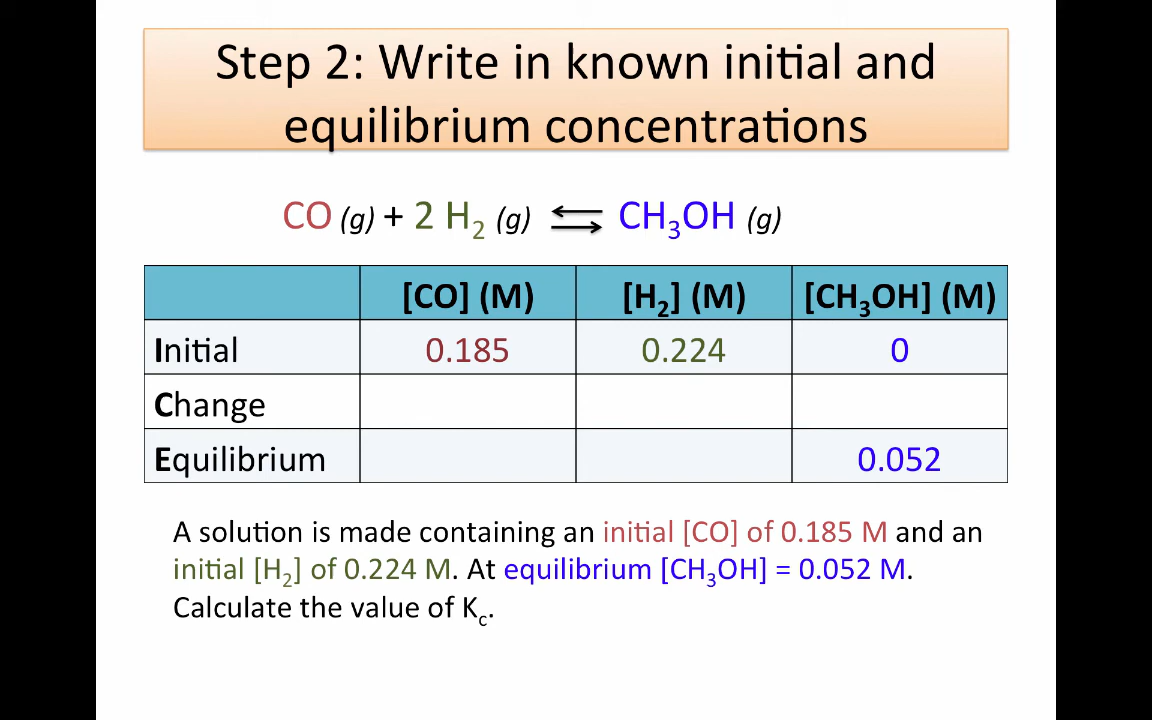 Step 2: Write in known initial and
equilibrium concentrations
CO (g) + 2 H₂ (g) ⇌ CH₃OH (g)
[CO] (M) [H₂] (M) [CH₃OH] (M)
Initial 0.185 0.224 0
Change
Equilibrium 0.052
A solution is made containing an initial [CO] of 0.185 M and an
initial [H₂] of 0.224 M. At equilibrium [CH₃OH] = 0.052 M.
Calculate the value of K꜀.